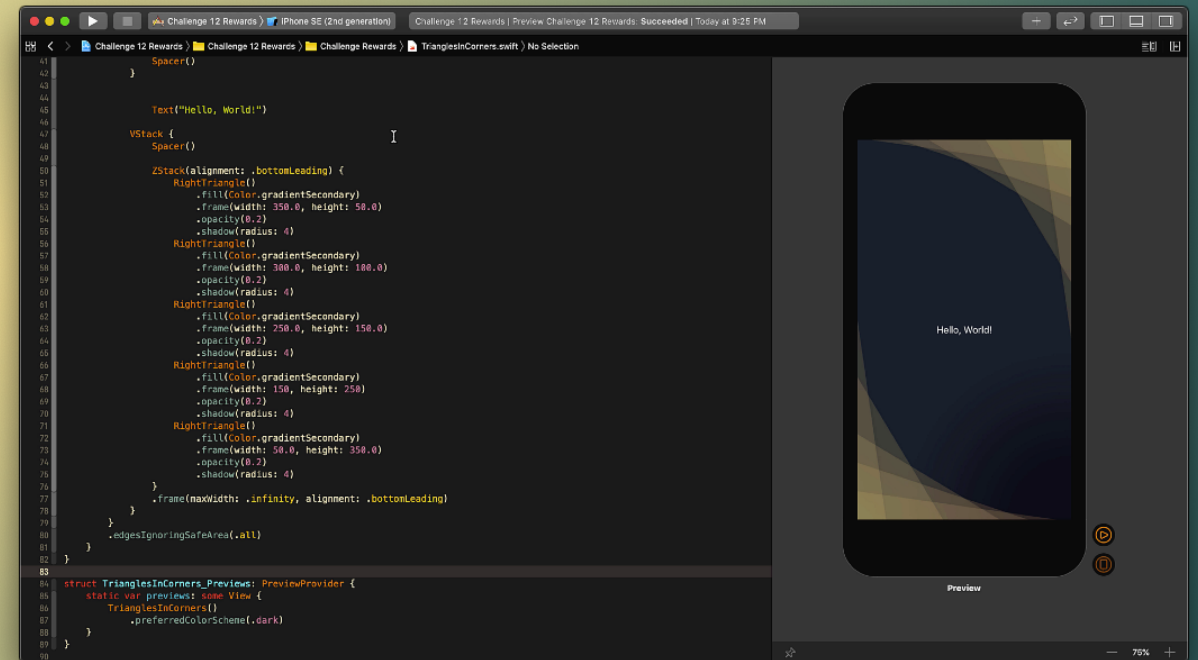 Challenge 12 Rewards ⟩ iPhone SE (2nd generation)
Challenge 12 Rewards | Preview Challenge 12 Rewards: Succeeded | Today at 9:25 PM
Challenge 12 Rewards ⟩ Challenge 12 Rewards ⟩ Challenge Rewards ⟩ TrianglesInCorners.swift ⟩ No Selection
41 Spacer()
42 }
43
44
45 Text("Hello, World!")
46
47 VStack {
48 Spacer()
49
50 ZStack(alignment: .bottomLeading) {
51 RightTriangle()
52 .fill(Color.gradientSecondary)
53 .frame(width: 350.0, height: 50.0)
54 .opacity(0.2)
55 .shadow(radius: 4)
56 RightTriangle()
57 .fill(Color.gradientSecondary)
58 .frame(width: 300.0, height: 100.0)
59 .opacity(0.2)
60 .shadow(radius: 4)
61 RightTriangle()
62 .fill(Color.gradientSecondary)
63 .frame(width: 250.0, height: 150.0)
64 .opacity(0.2)
65 .shadow(radius: 4)
66 RightTriangle()
67 .fill(Color.gradientSecondary)
68 .frame(width: 150, height: 250)
69 .opacity(0.2)
70 .shadow(radius: 4)
71 RightTriangle()
72 .fill(Color.gradientSecondary)
73 .frame(width: 50.0, height: 350.0)
74 .opacity(0.2)
75 .shadow(radius: 4)
76 }
77 .frame(maxWidth: .infinity, alignment: .bottomLeading)
78 }
79 }
80 .edgesIgnoringSafeArea(.all)
81 }
82 }
83
84 struct TrianglesInCorners_Previews: PreviewProvider {
85 static var previews: some View {
86 TrianglesInCorners()
87 .preferredColorScheme(.dark)
88 }
89 }
90
Hello, World!
Preview
75%